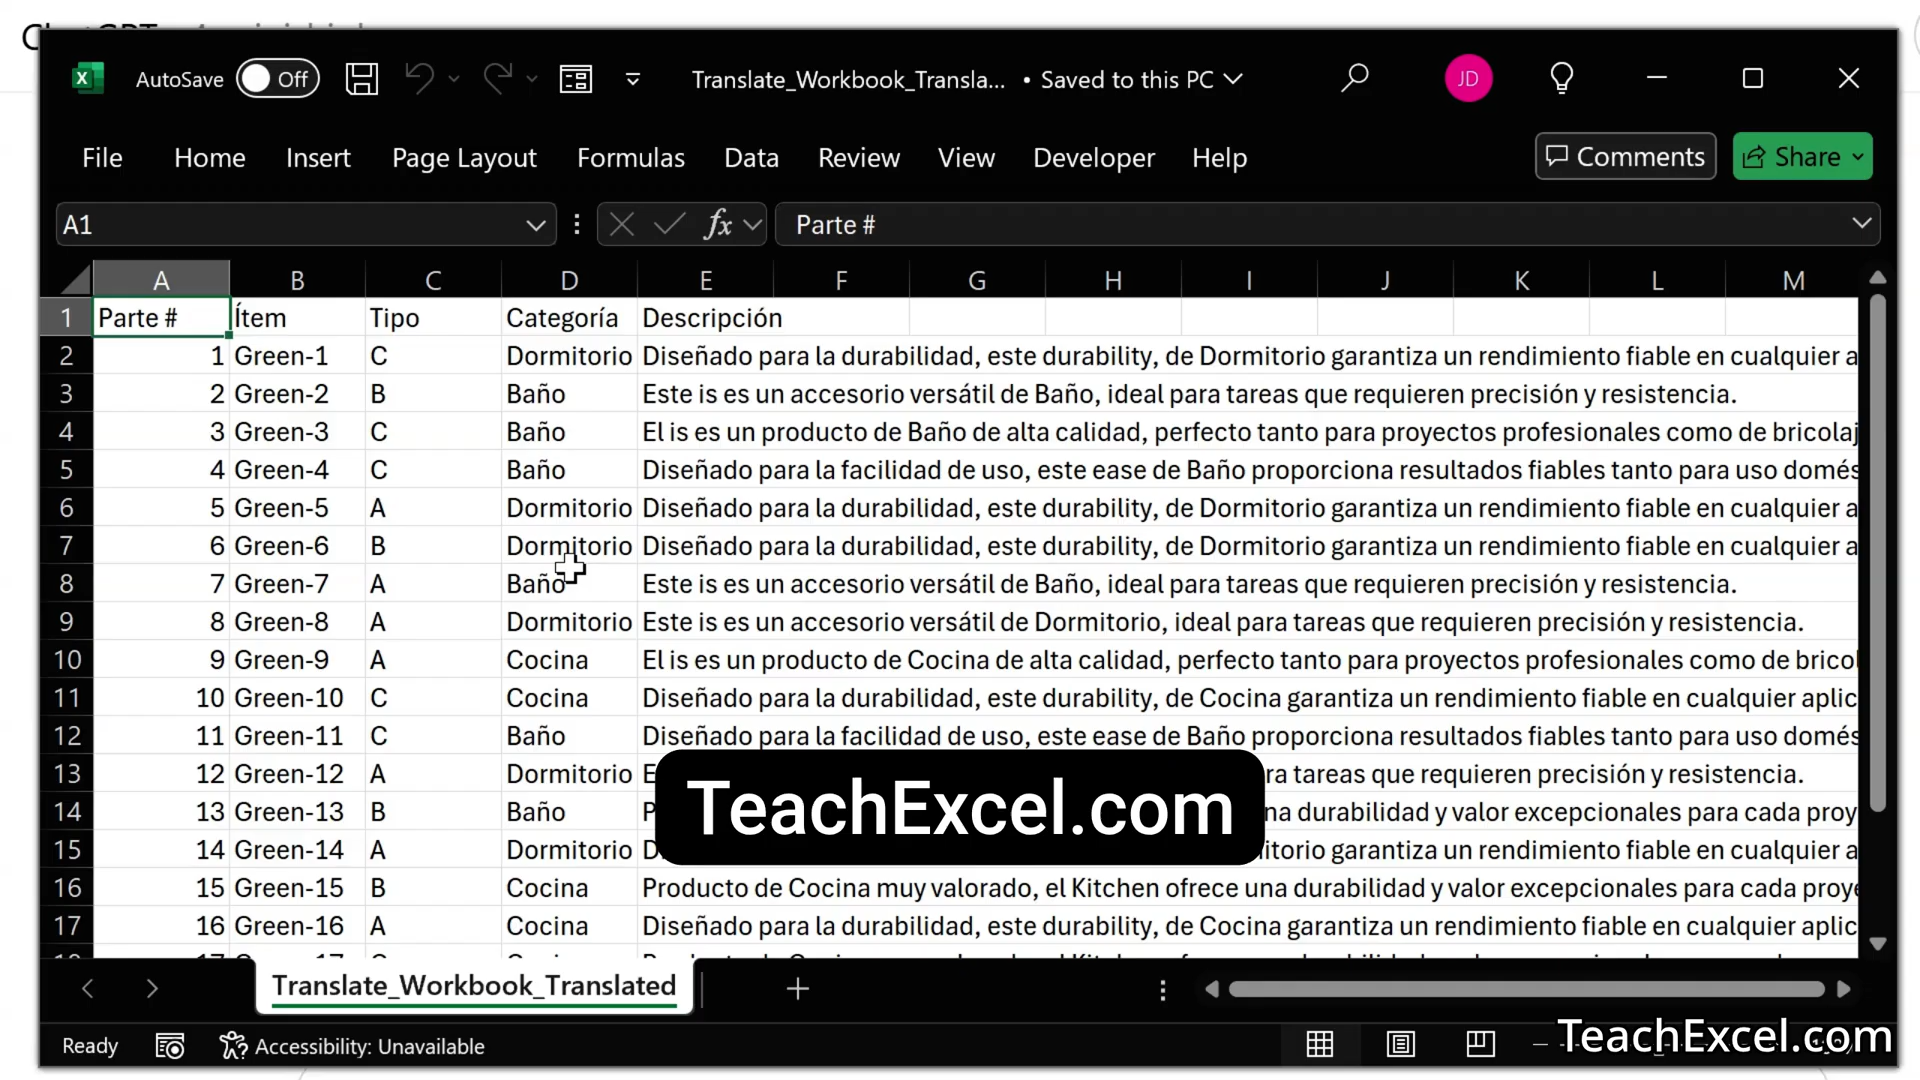 AutoSave Off Translate_Workbook_Transla... • Saved to this PC JD
File Home Insert Page Layout Formulas Data Review View Developer Help Comments Share
A1 fx Parte #
A B C D E F G H I J K L M
1 Parte # Ítem Tipo Categoría Descripción
2 1 Green-1 C Dormitorio Diseñado para la durabilidad, este durability, de Dormitorio garantiza un rendimiento fiable en cualquier a
3 2 Green-2 B Baño Este is es un accesorio versátil de Baño, ideal para tareas que requieren precisión y resistencia.
4 3 Green-3 C Baño El is es un producto de Baño de alta calidad, perfecto tanto para proyectos profesionales como de bricolaj
5 4 Green-4 C Baño Diseñado para la facilidad de uso, este ease de Baño proporciona resultados fiables tanto para uso domés
6 5 Green-5 A Dormitorio Diseñado para la durabilidad, este durability, de Dormitorio garantiza un rendimiento fiable en cualquier a
7 6 Green-6 B Dormitorio Diseñado para la durabilidad, este durability, de Dormitorio garantiza un rendimiento fiable en cualquier a
8 7 Green-7 A Baño Este is es un accesorio versátil de Baño, ideal para tareas que requieren precisión y resistencia.
9 8 Green-8 A Dormitorio Este is es un accesorio versátil de Dormitorio, ideal para tareas que requieren precisión y resistencia.
10 9 Green-9 A Cocina El is es un producto de Cocina de alta calidad, perfecto tanto para proyectos profesionales como de brico
11 10 Green-10 C Cocina Diseñado para la durabilidad, este durability, de Cocina garantiza un rendimiento fiable en cualquier aplic
12 11 Green-11 C Baño Diseñado para la facilidad de uso, este ease de Baño proporciona resultados fiables tanto para uso domés
13 12 Green-12 A Dormitorio E ra tareas que requieren precisión y resistencia.
14 13 Green-13 B Baño na durabilidad y valor excepcionales para cada proy
TeachExcel.com
15 14 Green-14 A Dormitorio D itorio garantiza un rendimiento fiable en cualquier a
16 15 Green-15 B Cocina Producto de Cocina muy valorado, el Kitchen ofrece una durabilidad y valor excepcionales para cada proye
17 16 Green-16 A Cocina Diseñado para la durabilidad, este durability, de Cocina garantiza un rendimiento fiable en cualquier aplic
Translate_Workbook_Translated
Ready Accessibility: Unavailable
TeachExcel.com